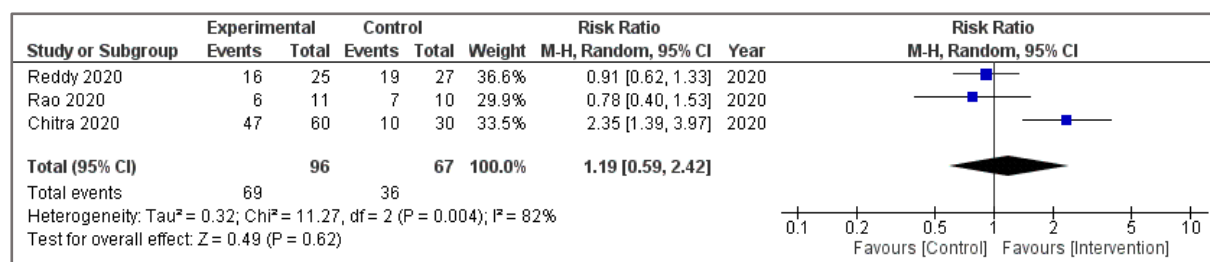 Experimental Control Risk Ratio Risk Ratio
Study or Subgroup Events Total Events Total Weight M-H, Random, 95% CI Year M-H, Random, 95% CI
Reddy 2020 16 25 19 27 36.6% 0.91 [0.62, 1.33] 2020
Rao 2020 6 11 7 10 29.9% 0.78 [0.40, 1.53] 2020
Chitra 2020 47 60 10 30 33.5% 2.35 [1.39, 3.97] 2020
Total (95% CI) 96 67 100.0% 1.19 [0.59, 2.42]
Total events 69 36
Heterogeneity: Tau² = 0.32; Chi² = 11.27, df = 2 (P = 0.004); I² = 82%
Test for overall effect: Z = 0.49 (P = 0.62)
0.1 0.2 0.5 1 2 5 10
Favours [Control] Favours [Intervention]